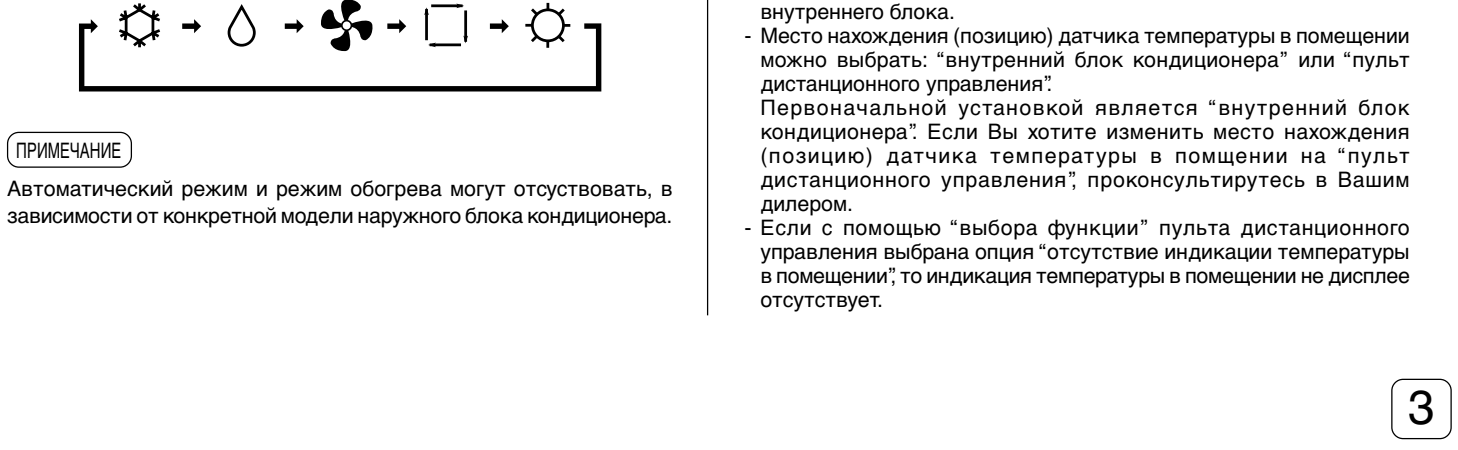 ПРИМЕЧАНИЕ
Автоматический режим и режим обогрева могут отсуствовать, в
зависимости от конкретной модели наружного блока кондиционера.
внутреннего блока.
- Место нахождения (позицию) датчика температуры в помещении
можно выбрать: “внутренний блок кондиционера” или “пульт
дистанционного управления”.
Первоначальной установкой является “внутренний блок
кондиционера”. Если Вы хотите изменить место нахождения
(позицию) датчика температуры в помщении на “пульт
дистанционного управления”, проконсультирутесь в Вашим
дилером.
- Если с помощью “выбора функции” пульта дистанционного
управления выбрана опция “отсутствие индикации температуры
в помещении”, то индикация температуры в помещении не дисплее
отсутствует.
3